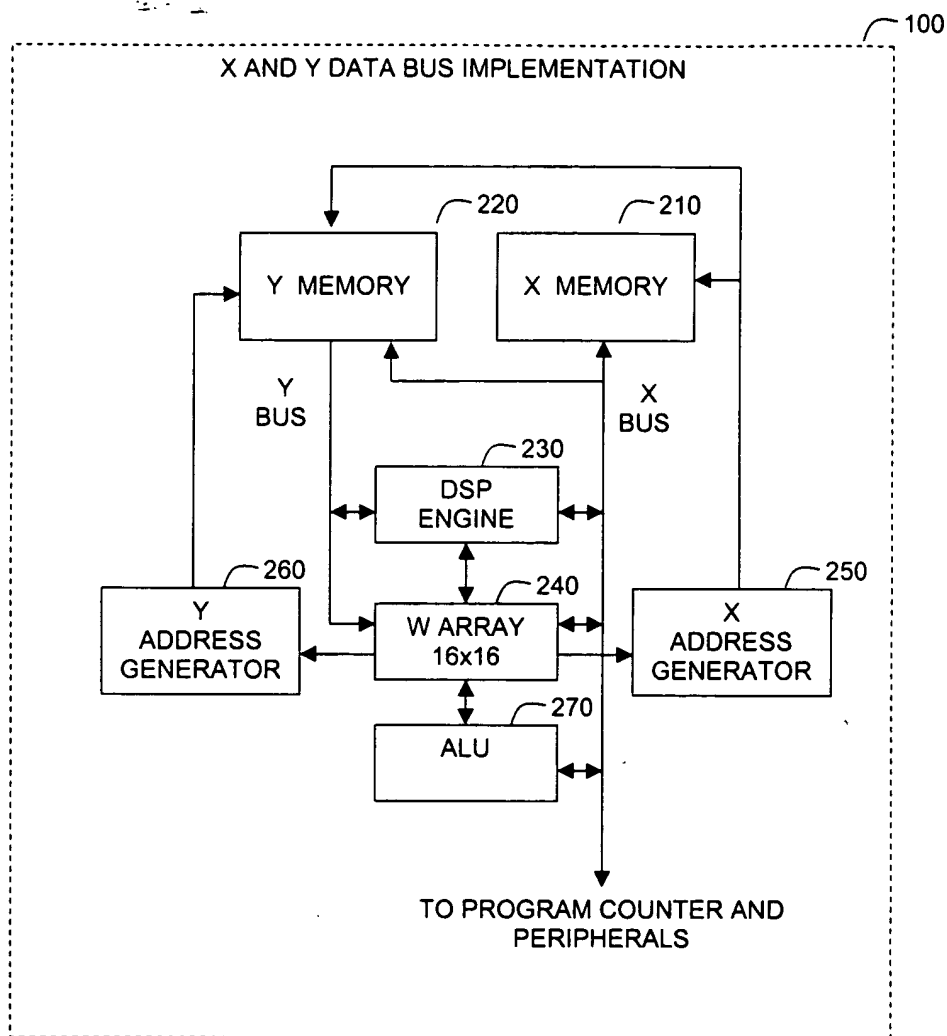 100
X AND Y DATA BUS IMPLEMENTATION
220
210
Y MEMORY
X MEMORY
Y
BUS
X
BUS
230
DSP
ENGINE
260
240
250
Y
ADDRESS
GENERATOR
W ARRAY
16x16
X
ADDRESS
GENERATOR
270
ALU
TO PROGRAM COUNTER AND
PERIPHERALS